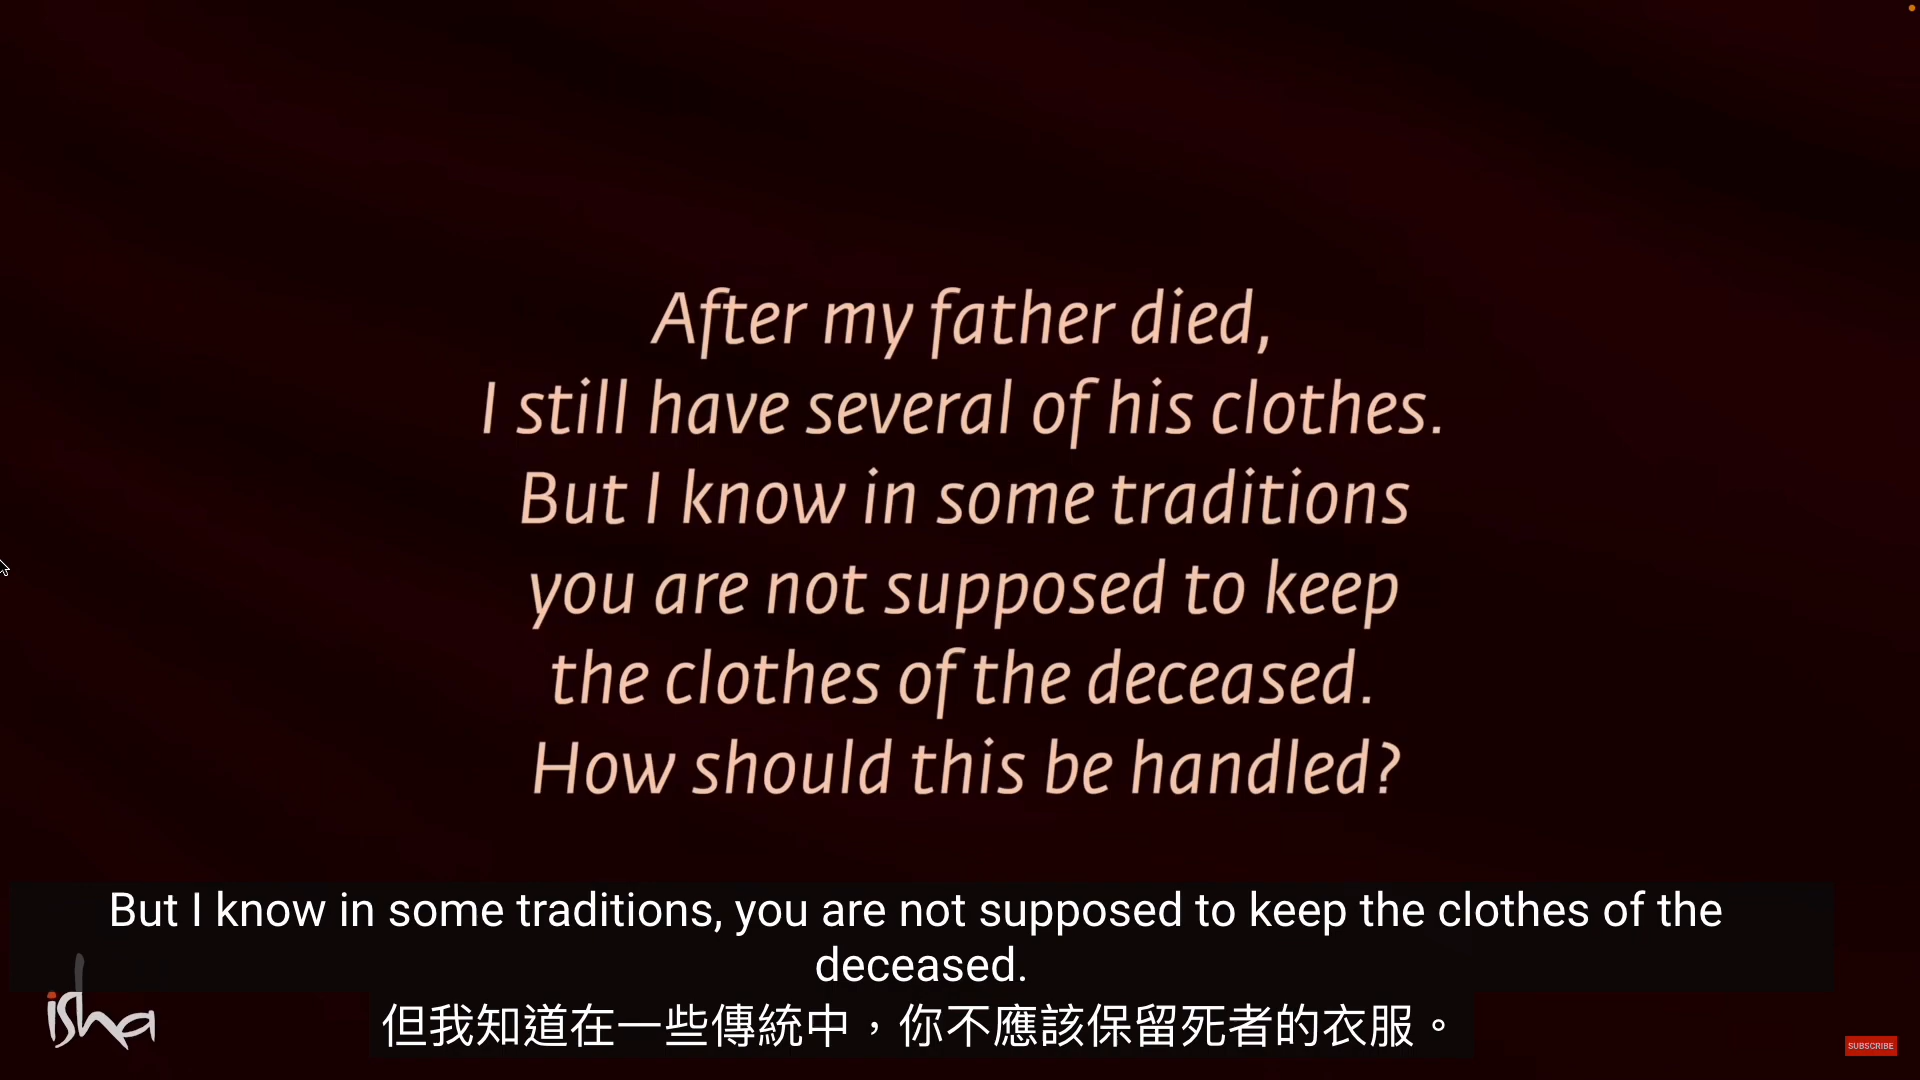 After my father died,
I still have several of his clothes.
But I know in some traditions
you are not supposed to keep
the clothes of the deceased.
How should this be handled?
But I know in some traditions, you are not supposed to keep the clothes of the
deceased.
isha
但我知道在一些傳統中，你不應該保留死者的衣服。
SUBSCRIBE